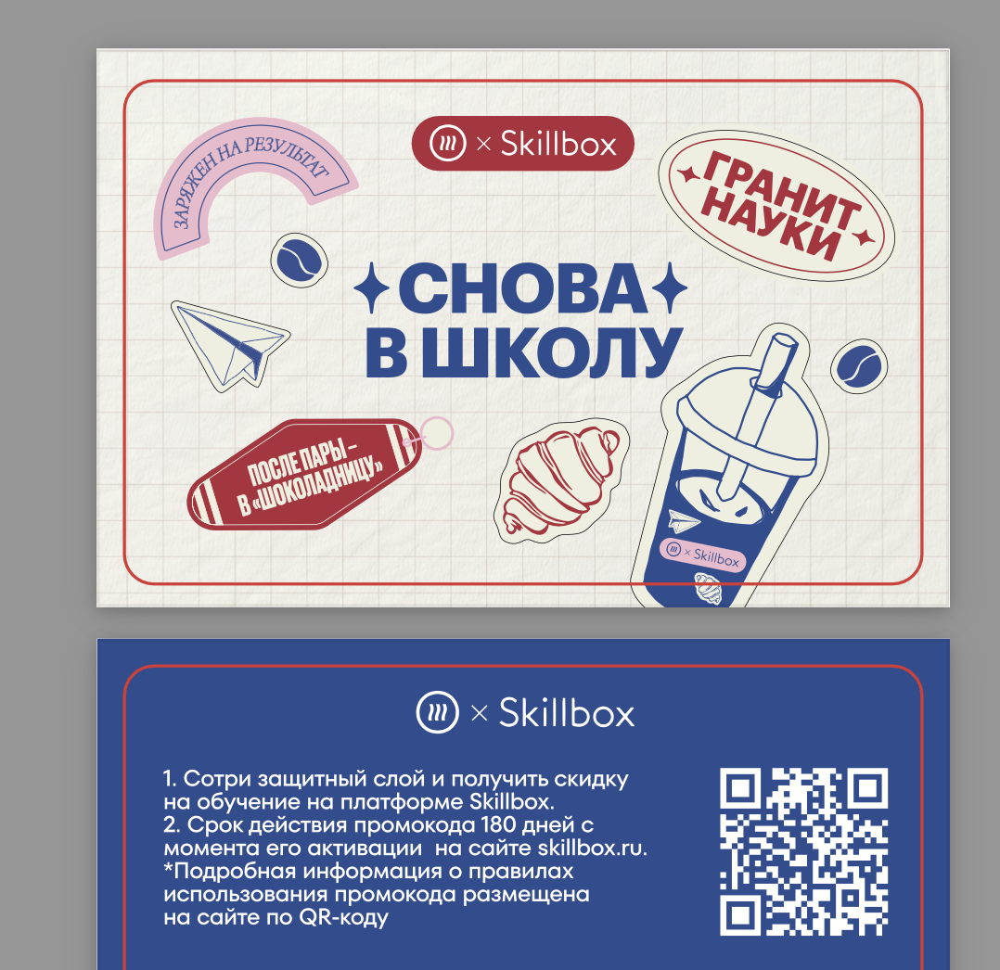 ЗАРЯЖЕН НА РЕЗУЛЬТАТ
× Skillbox
ГРАНИТ
НАУКИ
СНОВА
В ШКОЛУ
ПОСЛЕ ПАРЫ –
В «ШОКОЛАДНИЦУ»
× Skillbox
× Skillbox
1. Сотри защитный слой и получить скидку
на обучение на платформе Skillbox.
2. Срок действия промокода 180 дней с
момента его активации  на сайте skillbox.ru.
*Подробная информация о правилах
использования промокода размещена
на сайте по QR-коду